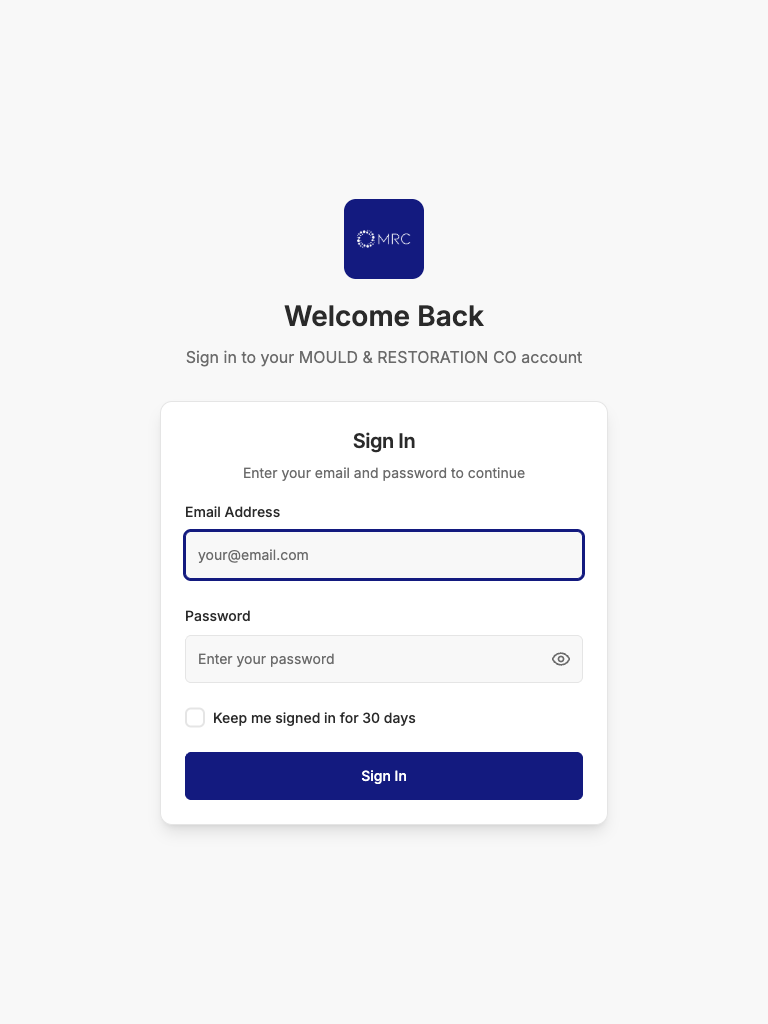 MRC
Welcome Back
Sign in to your MOULD & RESTORATION CO account
Sign In
Enter your email and password to continue
Email Address
your@email.com
Password
Enter your password
Keep me signed in for 30 days
Sign In